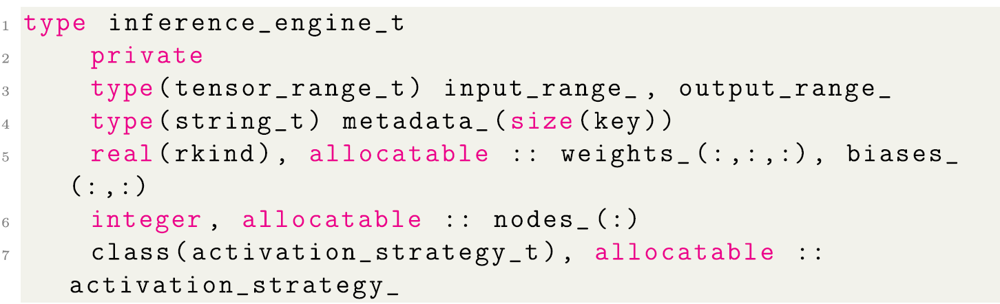 1 type inference_engine_t
2 private
3 type(tensor_range_t) input_range_, output_range_
4 type(string_t) metadata_(size(key))
5 real(rkind), allocatable :: weights_(:,:,:), biases_
(:,:)
6 integer, allocatable :: nodes_(:)
7 class(activation_strategy_t), allocatable ::
activation_strategy_